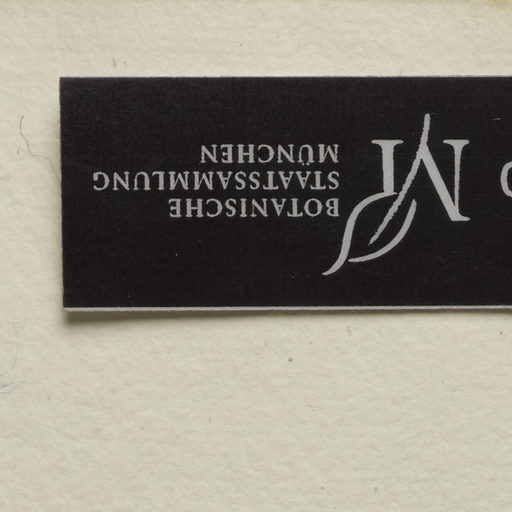 M
BOTANISCHE
STAATSSAMMLUNG
MÜNCHEN